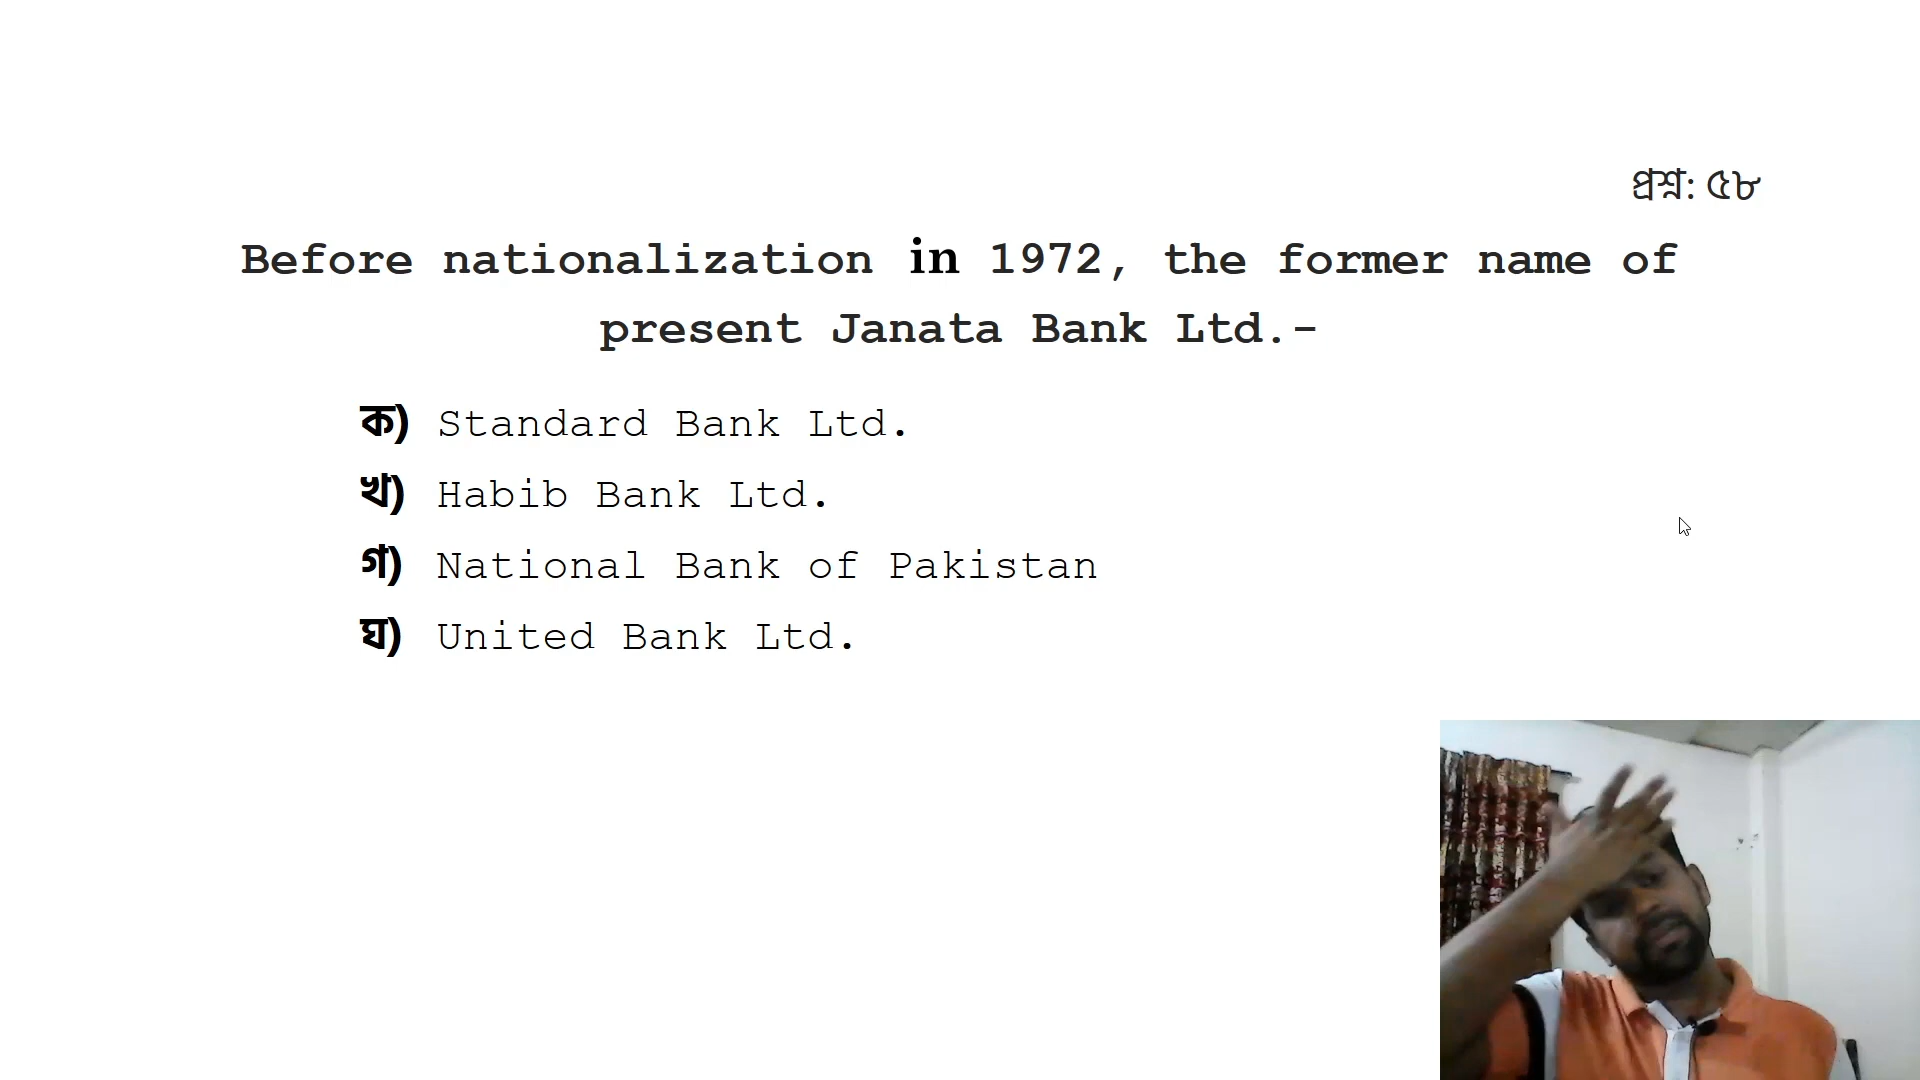 প্রশ্ন: ৫৮
Before nationalization in 1972, the former name of
present Janata Bank Ltd.-
ক) Standard Bank Ltd.
খ) Habib Bank Ltd.
গ) National Bank of Pakistan
ঘ) United Bank Ltd.